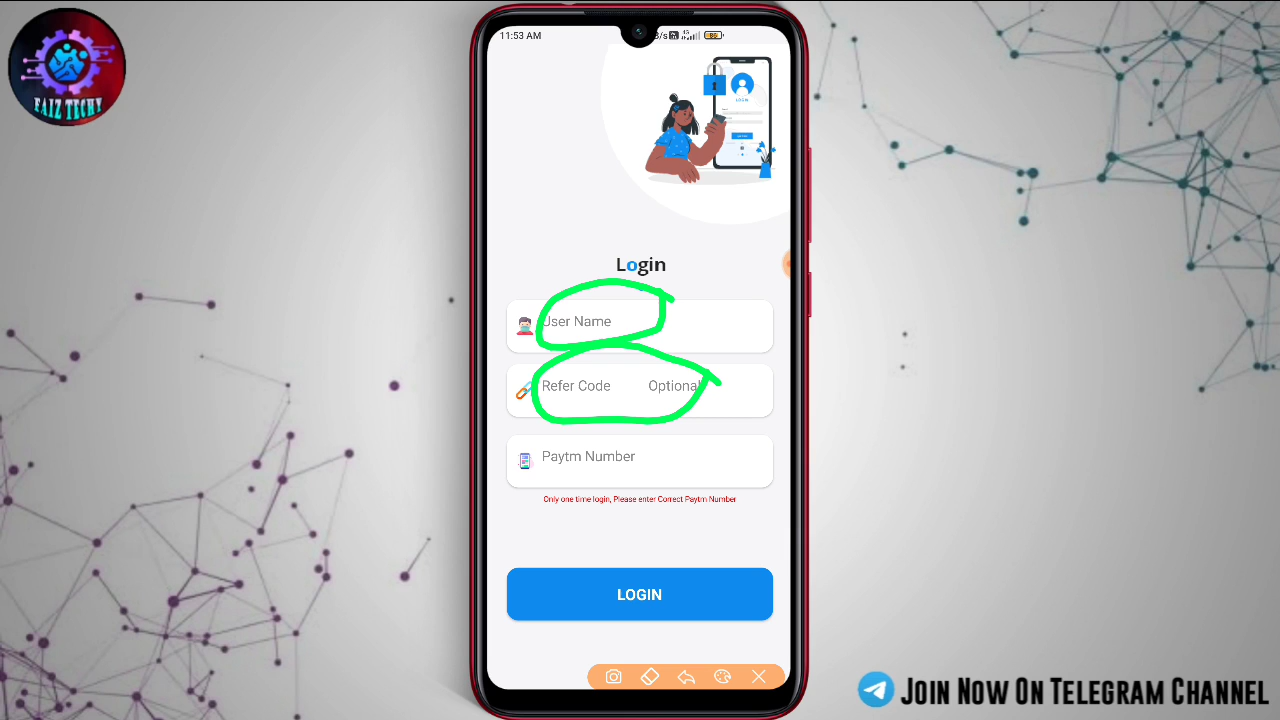 FAIZ TECHY
11:53 AM
LOGIN
Login
User Name
Refer Code Optional
Paytm Number
Only one time login, Please enter Correct Paytm Number
LOGIN
JOIN NOW ON TELEGRAM CHANNEL